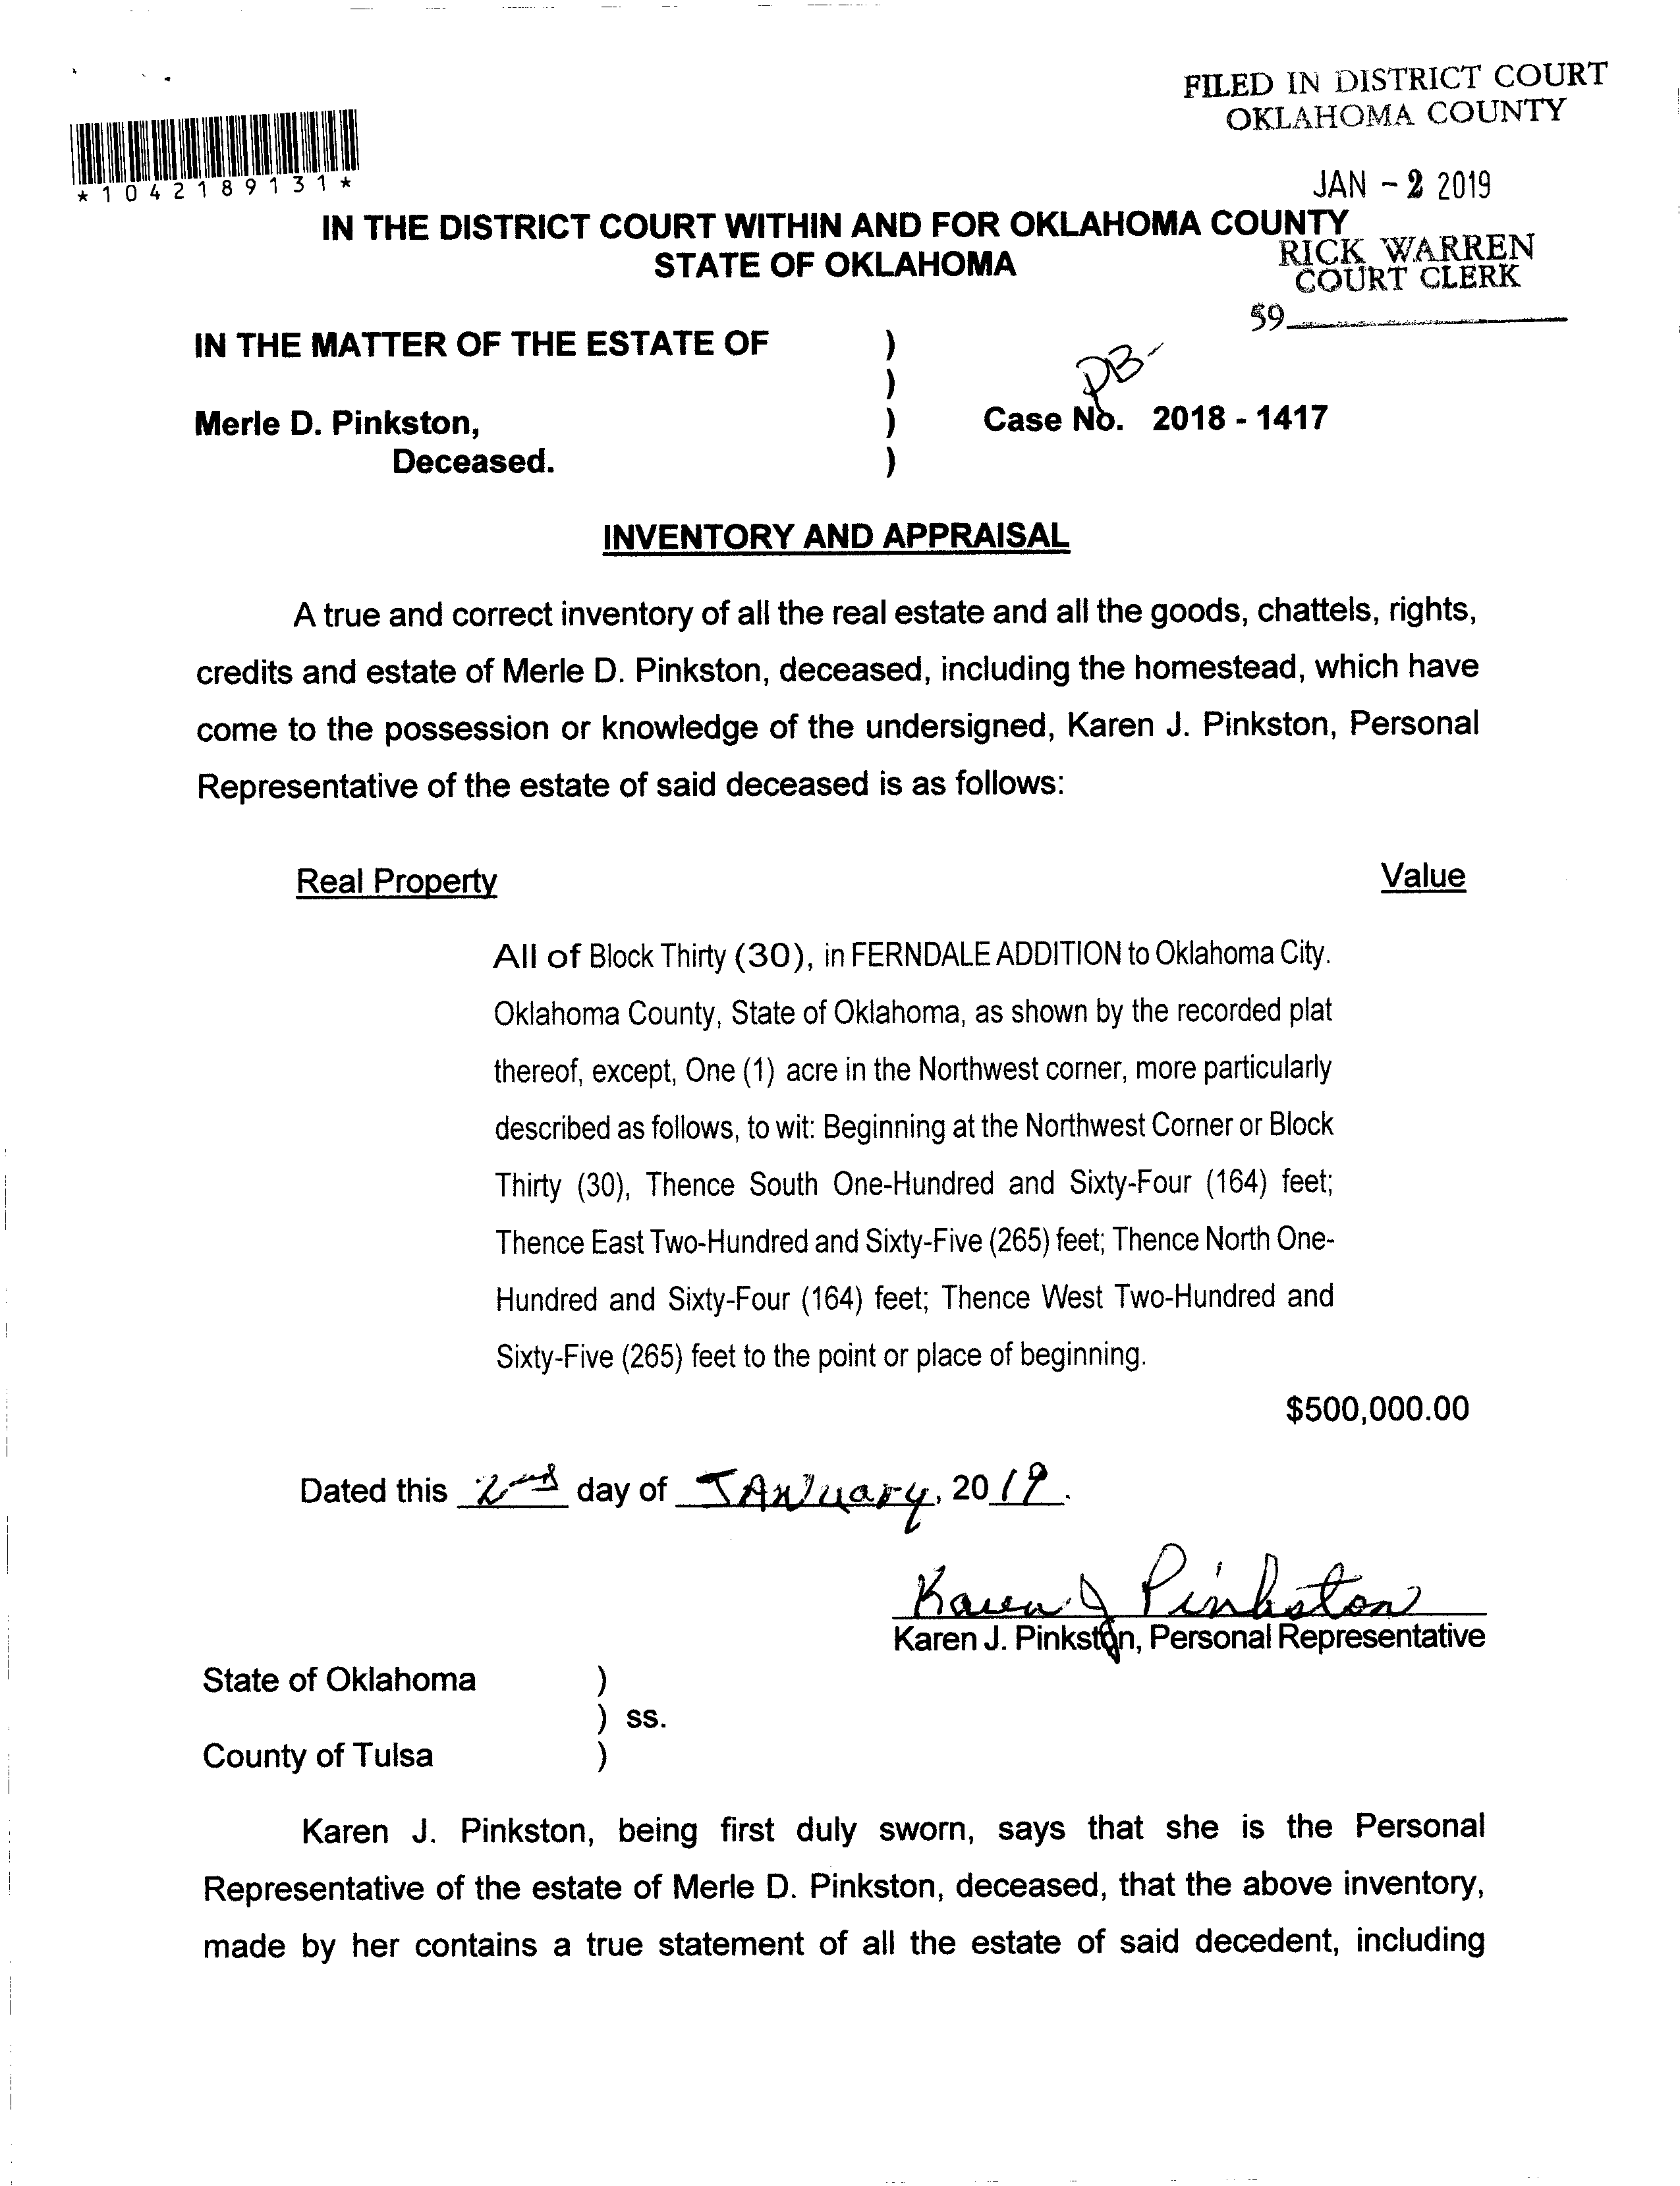 FILED IN DISTRICT COURT
OKLAHOMA COUNTY
JAN - 2 2019
*1042189131*
IN THE DISTRICT COURT WITHIN AND FOR OKLAHOMA COUNTY
STATE OF OKLAHOMA
RICK WARREN
COURT CLERK
59
IN THE MATTER OF THE ESTATE OF )
)
PB-
Merle D. Pinkston, ) Case No. 2018 - 1417
Deceased. )
INVENTORY AND APPRAISAL
A true and correct inventory of all the real estate and all the goods, chattels, rights,
credits and estate of Merle D. Pinkston, deceased, including the homestead, which have
come to the possession or knowledge of the undersigned, Karen J. Pinkston, Personal
Representative of the estate of said deceased is as follows:
Real Property Value
All of Block Thirty (30), in FERNDALE ADDITION to Oklahoma City.
Oklahoma County, State of Oklahoma, as shown by the recorded plat
thereof, except, One (1) acre in the Northwest corner, more particularly
described as follows, to wit: Beginning at the Northwest Corner or Block
Thirty (30), Thence South One-Hundred and Sixty-Four (164) feet;
Thence East Two-Hundred and Sixty-Five (265) feet; Thence North One-
Hundred and Sixty-Four (164) feet; Thence West Two-Hundred and
Sixty-Five (265) feet to the point or place of beginning.
$500,000.00
Dated this 2nd day of JANuary, 2019.
Karen J Pinkston
Karen J. Pinkston, Personal Representative
State of Oklahoma )
) ss.
County of Tulsa )
Karen J. Pinkston, being first duly sworn, says that she is the Personal
Representative of the estate of Merle D. Pinkston, deceased, that the above inventory,
made by her contains a true statement of all the estate of said decedent, including